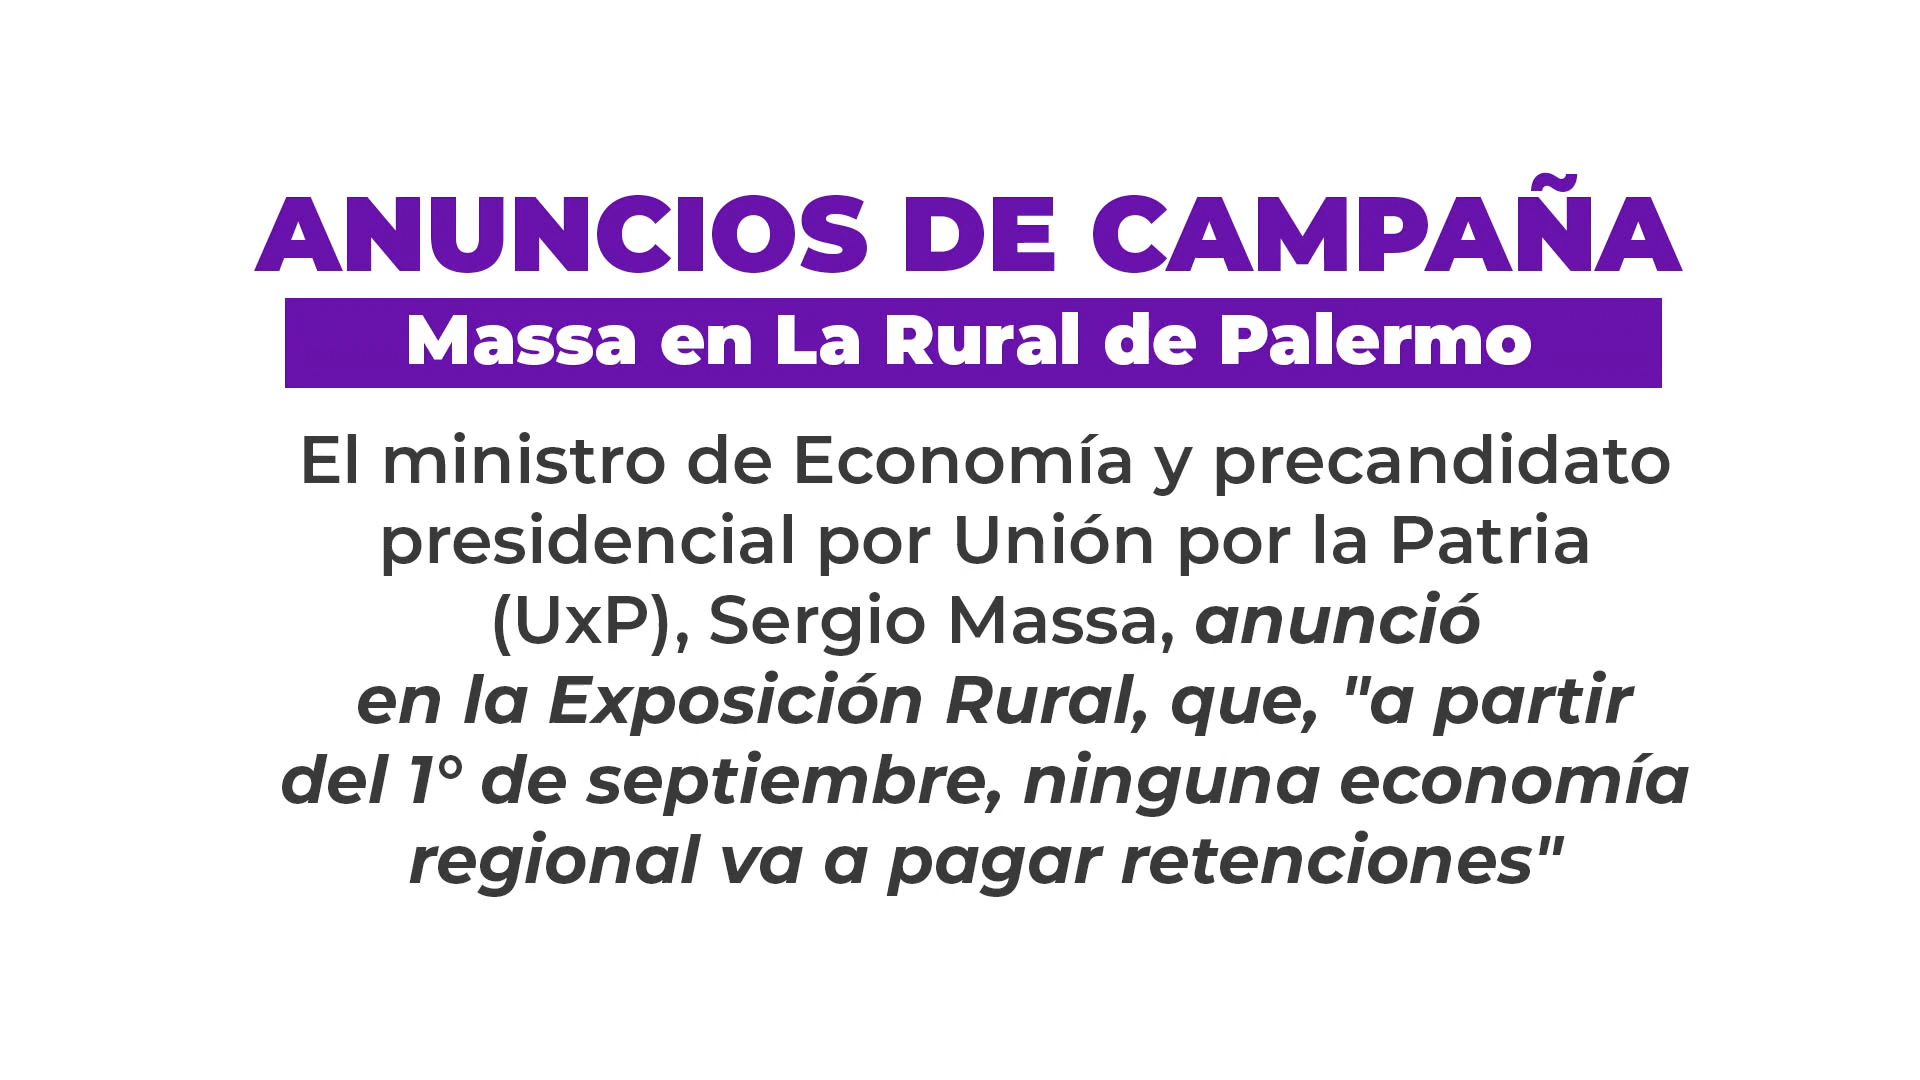 ANUNCIOS DE CAMPAÑA
Massa en La Rural de Palermo
El ministro de Economía y precandidato
presidencial por Unión por la Patria
(UxP), Sergio Massa, anunció
en la Exposición Rural, que, "a partir
del 1° de septiembre, ninguna economía
regional va a pagar retenciones"